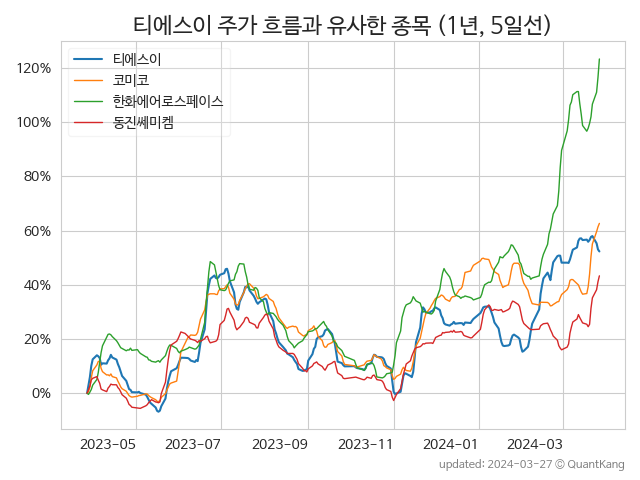 티에스이 주가 흐름과 유사한 종목 (1년, 5일선)
티에스이
코미코
한화에어로스페이스
동진쎄미켐
120%
100%
80%
60%
40%
20%
0%
2023-05 2023-07 2023-09 2023-11 2024-01 2024-03
updated: 2024-03-27 © QuantKang